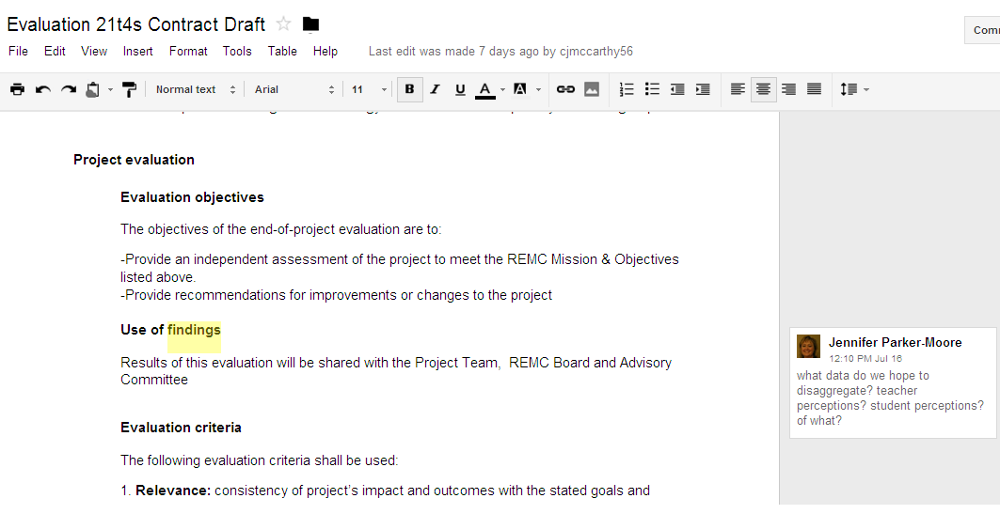 Evaluation 21t4s Contract Draft
Comm
File Edit View Insert Format Tools Table Help Last edit was made 7 days ago by cjmccarthy56
Normal text Arial 11 B I U A A
Project evaluation
Evaluation objectives
The objectives of the end-of-project evaluation are to:
-Provide an independent assessment of the project to meet the REMC Mission & Objectives
listed above.
-Provide recommendations for improvements or changes to the project
Use of findings
Results of this evaluation will be shared with the Project Team, REMC Board and Advisory
Committee
Evaluation criteria
The following evaluation criteria shall be used:
1. Relevance: consistency of project's impact and outcomes with the stated goals and
Jennifer Parker-Moore
12:10 PM Jul 16
what data do we hope to
disaggregate? teacher
perceptions? student perceptions?
of what?